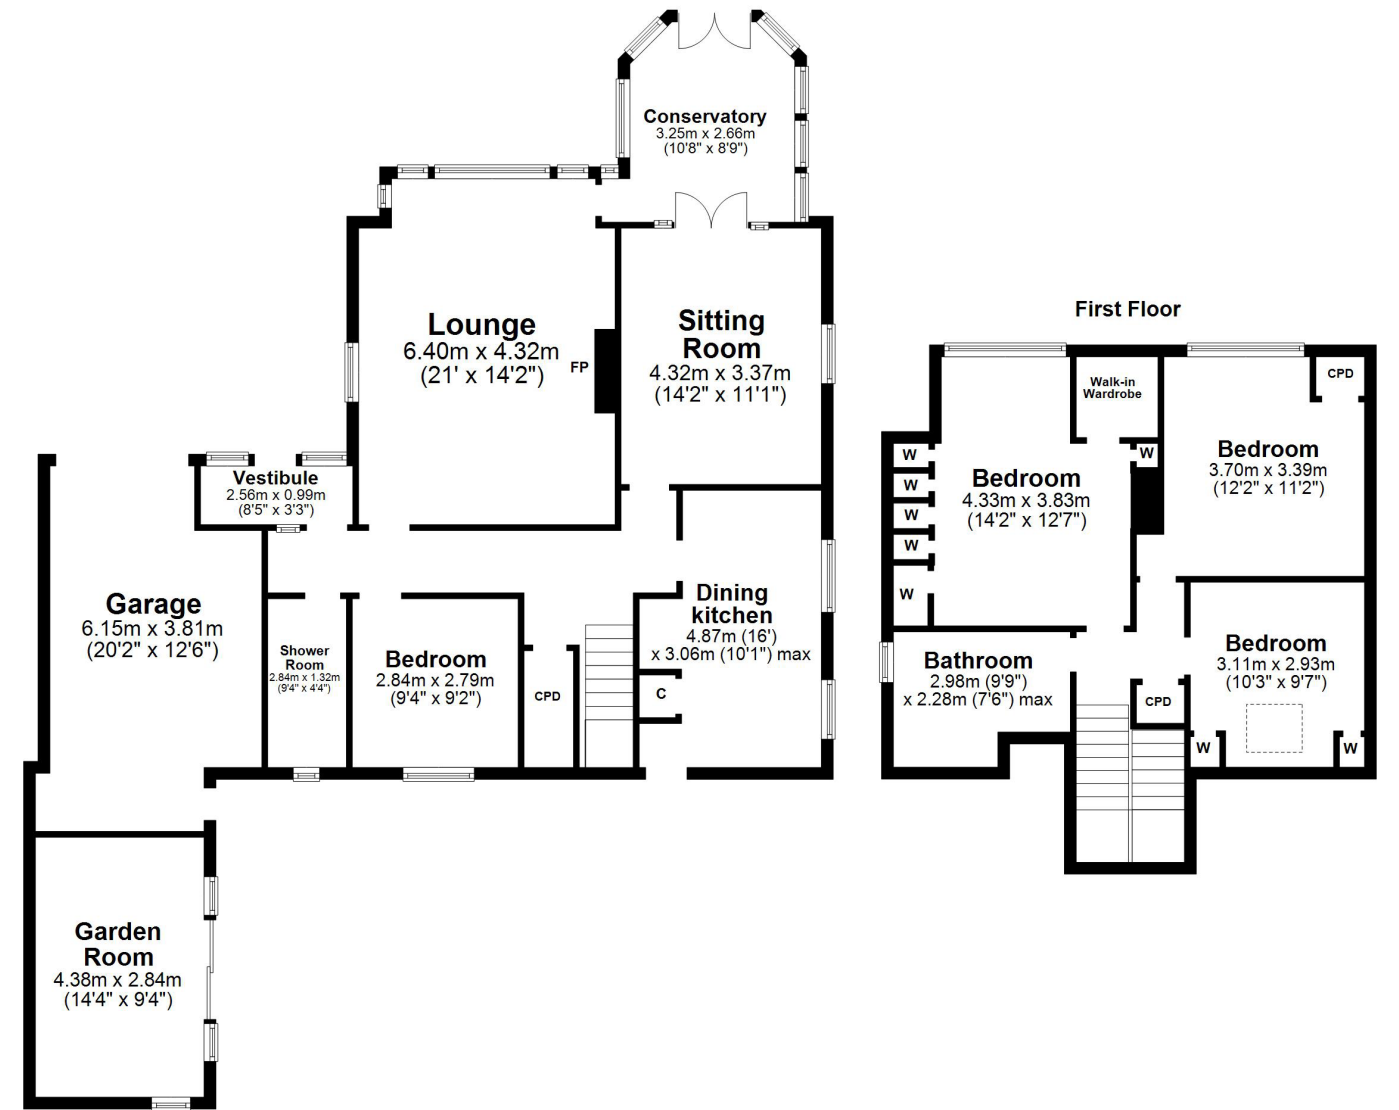 Conservatory
3.25m x 2.66m
(10'8" x 8'9")
Lounge
6.40m x 4.32m
(21' x 14'2")
FP
Sitting
Room
4.32m x 3.37m
(14'2" x 11'1")
Vestibule
2.56m x 0.99m
(8'5" x 3'3")
Garage
6.15m x 3.81m
(20'2" x 12'6")
Shower
Room
2.84m x 1.32m
(9'4" x 4'4")
Bedroom
2.84m x 2.79m
(9'4" x 9'2")
CPD
Dining
kitchen
4.87m (16')
x 3.06m (10'1") max
C
Garden
Room
4.38m x 2.84m
(14'4" x 9'4")
First Floor
Walk-in
Wardrobe
CPD
W
W
W
W
W
Bedroom
4.33m x 3.83m
(14'2" x 12'7")
W
Bedroom
3.70m x 3.39m
(12'2" x 11'2")
Bathroom
2.98m (9'9")
x 2.28m (7'6") max
CPD
Bedroom
3.11m x 2.93m
(10'3" x 9'7")
W
W